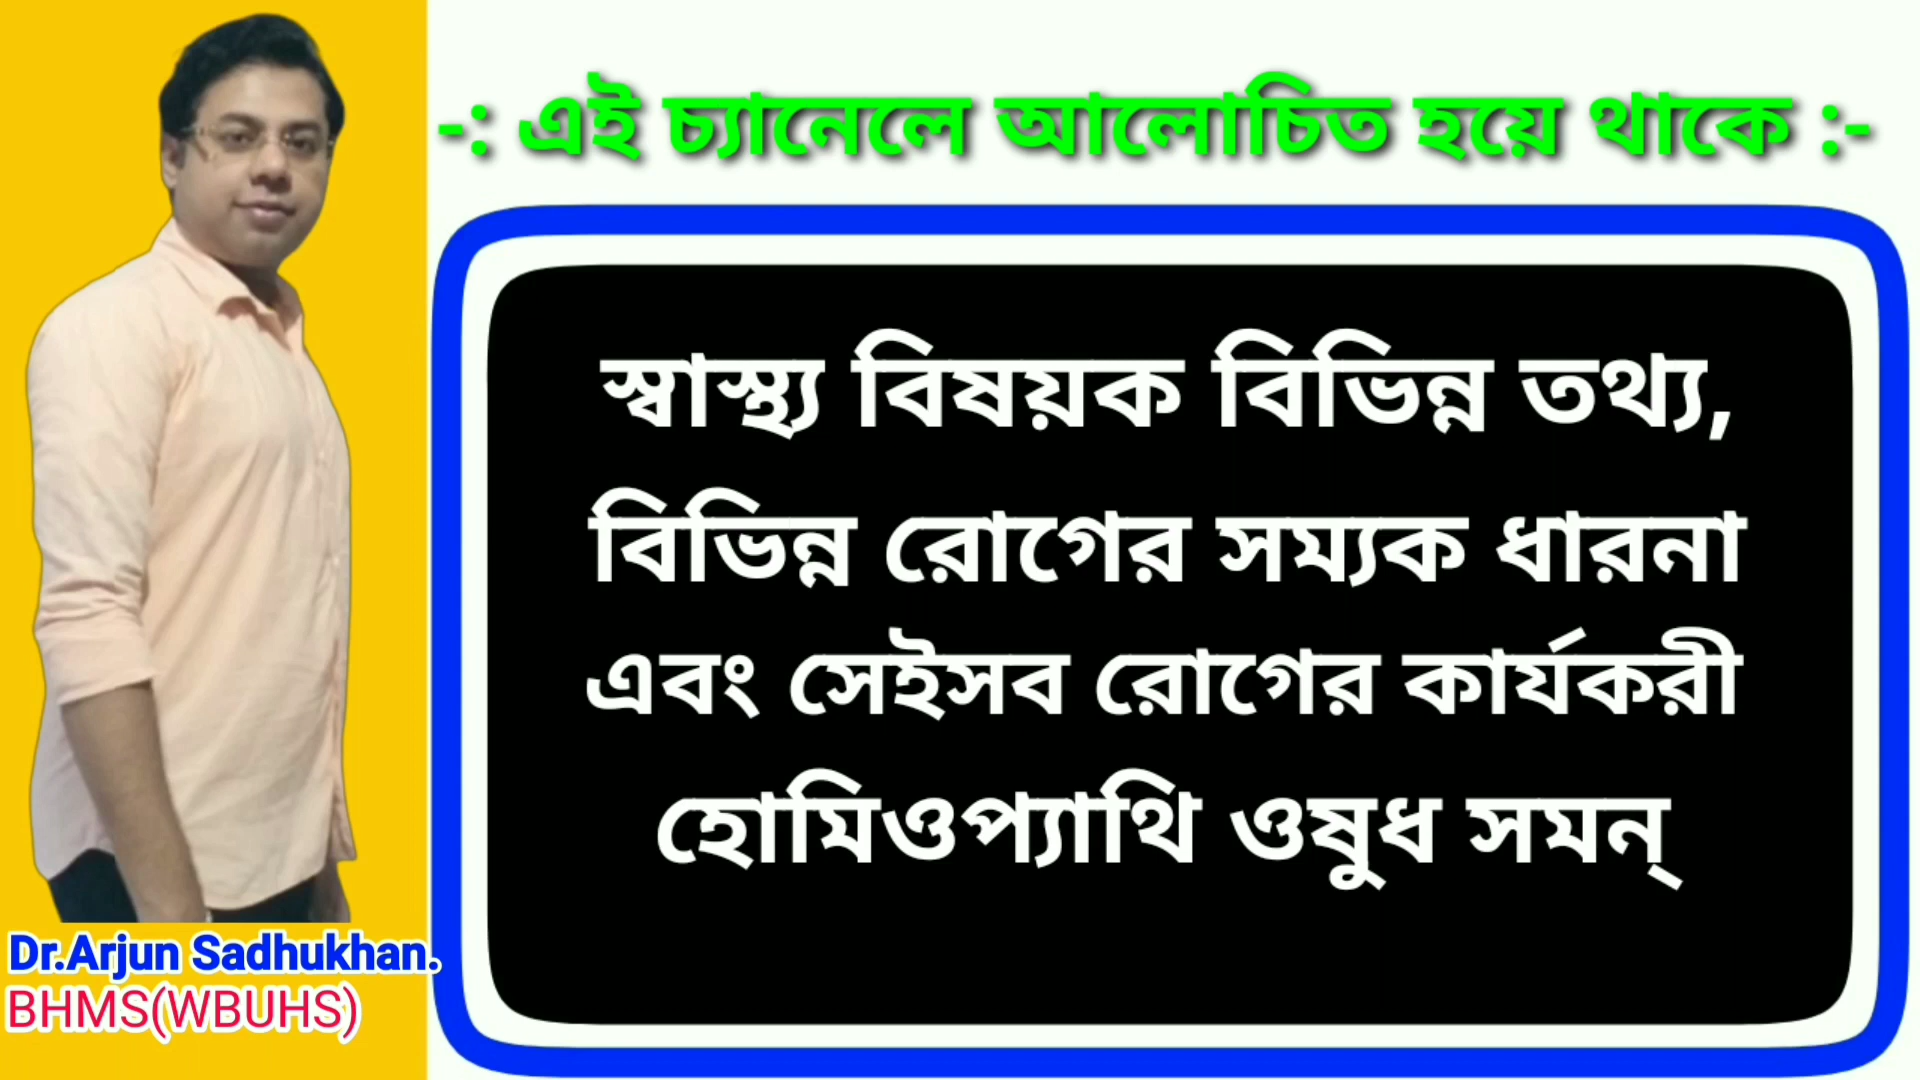 -: এই চ্যানেলে আলোচিত হয়ে থাকে :-
স্বাস্থ্য বিষয়ক বিভিন্ন তথ্য,
বিভিন্ন রোগের সম্যক ধারনা
এবং সেইসব রোগের কার্যকরী
হোমিওপ্যাথি ওষুধ সমন্
Dr.Arjun Sadhukhan.
BHMS(WBUHS)